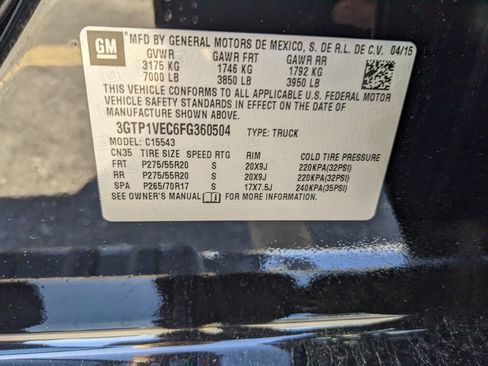 GM
MFD BY GENERAL MOTORS DE MEXICO, S. DE R.L. DE C.V. 04/15
GVWR GAWR FRT GAWR RR
3175 KG 1746 KG 1792 KG
7000 LB 3850 LB 3950 LB
THIS VEHICLE CONFORMS TO ALL APPLICABLE U.S. FEDERAL MOTOR
VEHICLE SAFETY STANDARDS IN EFFECT ON THE DATE OF
MANUFACTURE SHOWN ABOVE.
3GTP1VEC6FG360504 TYPE: TRUCK
MODEL: C15543
CN35 TIRE SIZE SPEED RTG RIM COLD TIRE PRESSURE
FRT P275/55R20 S 20X9J 220KPA(32PSI)
RR P275/55R20 S 20X9J 220KPA(32PSI)
SPA P265/70R17 S 17X7.5J 240KPA(35PSI)
SEE OWNER'S MANUAL FOR MORE INFORMATION.